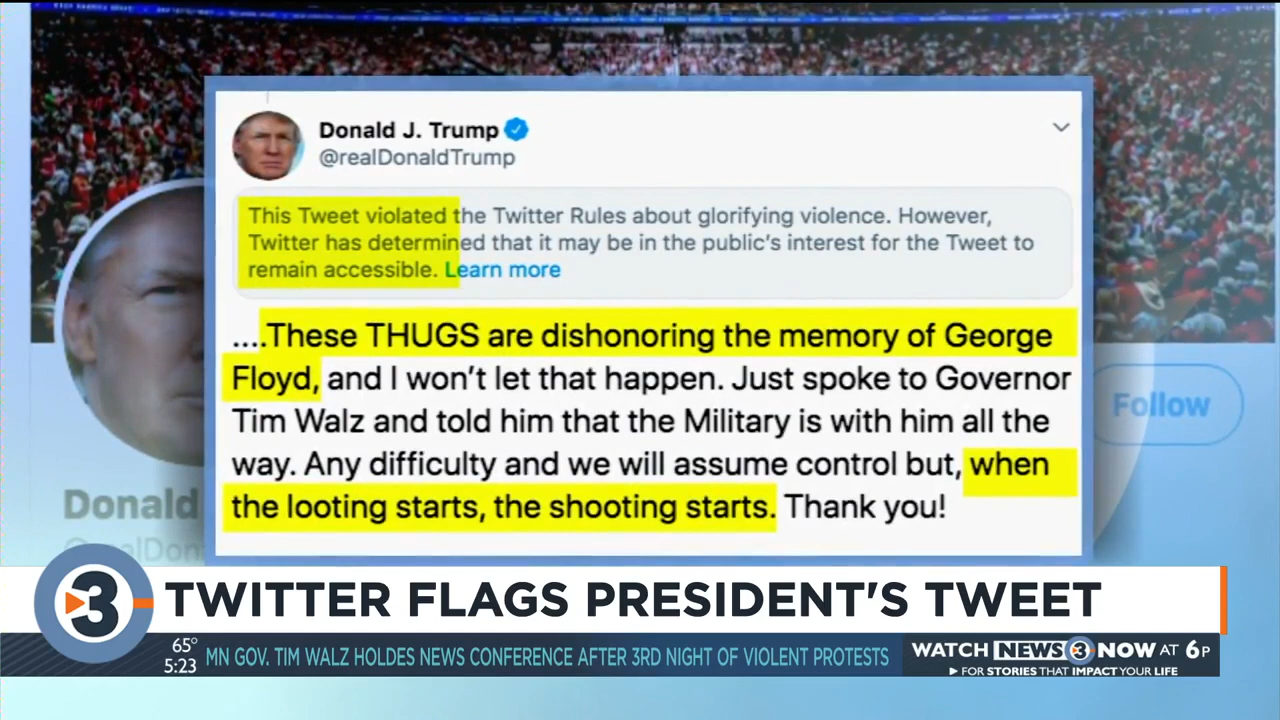 Donald J. Trump
@realDonaldTrump
This Tweet violated the Twitter Rules about glorifying violence. However,
Twitter has determined that it may be in the public's interest for the Tweet to
remain accessible. Learn more
....These THUGS are dishonoring the memory of George
Floyd, and I won't let that happen. Just spoke to Governor
Tim Walz and told him that the Military is with him all the
way. Any difficulty and we will assume control but, when
the looting starts, the shooting starts. Thank you!
Follow
Donald
@realDon
3
TWITTER FLAGS PRESIDENT'S TWEET
65°
5:23
MN GOV. TIM WALZ HOLDES NEWS CONFERENCE AFTER 3RD NIGHT OF VIOLENT PROTESTS
WATCH NEWS 3 NOW AT 6P
FOR STORIES THAT IMPACT YOUR LIFE